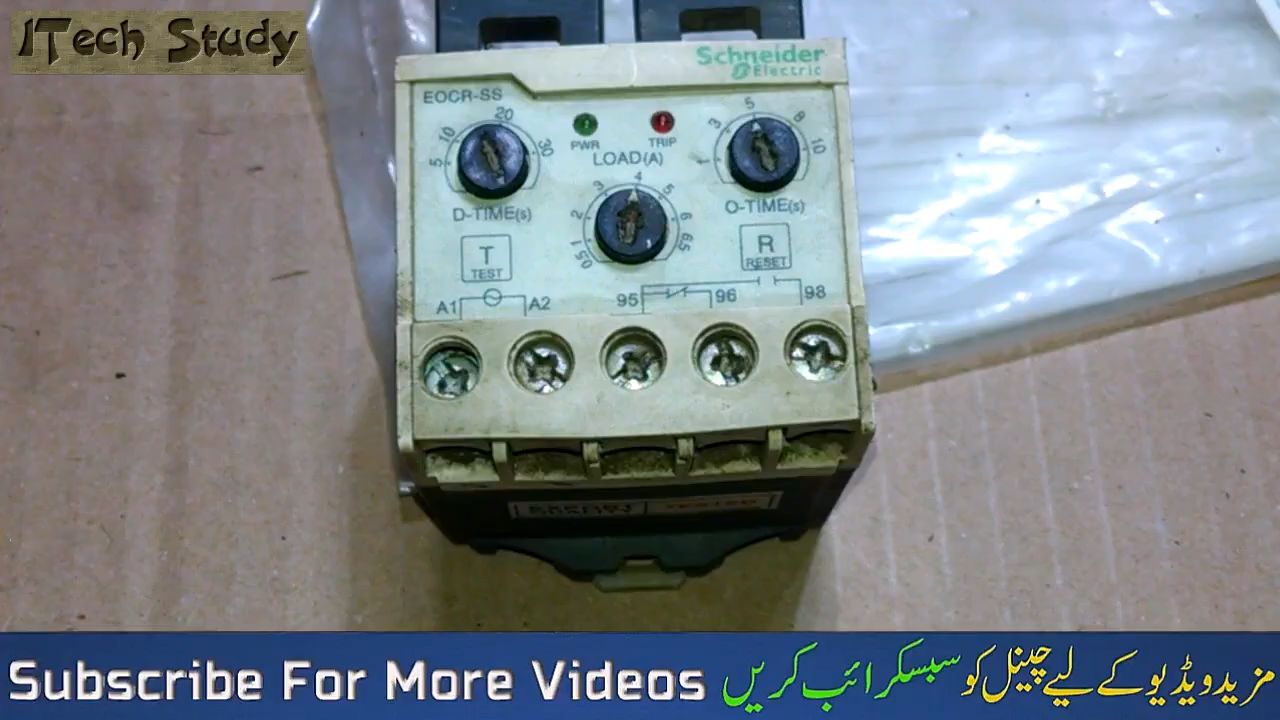 ITech Study
Schneider
Electric
EOCR-SS
5 10 20 30
PWR
TRIP
1 3 5 8 10
D-TIME(s)
LOAD(A)
0.5 1 2 3 4 5 6 6.5
O-TIME(s)
T
TEST
R
RESET
A1 A2
95 96 98
Subscribe For More Videos
مزید ویڈیو کے لیے چینل کو سبسکرائب کریں